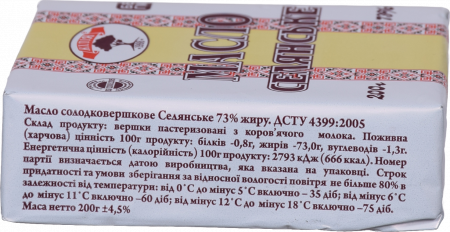 МАСЛО
СЕЛЯНСЬКЕ
200г
Масло солодковершкове Селянське 73% жиру. ДСТУ 4399:2005
Склад продукту: вершки пастеризовані з коров'ячого молока. Поживна
(харчова) цінність 100г продукту: білків -0,8г, жирів -73,0г, вуглеводів -1,3г.
Енергетична цінність (калорійність) 100г продукту: 2793 кДж (666 ккал). Номер
партії визначається датою виробництва, яка вказана на упаковці. Строк
придатності та умови зберігання за відносної вологості повітря не більше 80% в
залежності від температури: від 0˚С до мінус 5˚С включно – 35 діб; від мінус 6˚С
до мінус 11˚С включно –60 діб; від мінус 12˚С до мінус 18˚С включно –75 діб.
Маса нетто 200г ±4,5%.